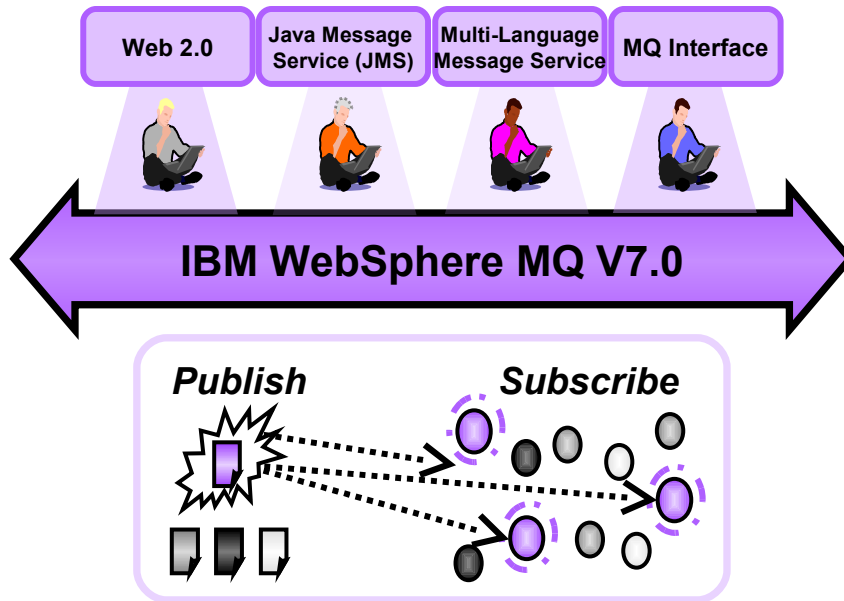 Web 2.0
Java Message
Service (JMS)
Multi-Language
Message Service
MQ Interface
IBM WebSphere MQ V7.0
Publish
Subscribe